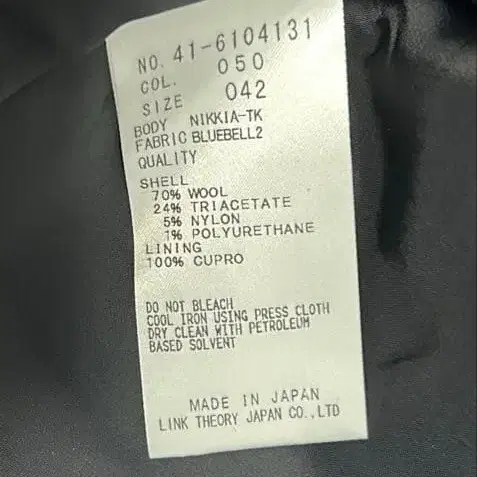 NO. 41-6104131
COL. 050
SIZE 042
BODY NIKKIA-TK
FABRIC BLUEBELL2
QUALITY
SHELL
70% WOOL
24% TRIACETATE
5% NYLON
1% POLYURETHANE
LINING
100% CUPRO
DO NOT BLEACH
COOL IRON USING PRESS CLOTH
DRY CLEAN WITH PETROLEUM
BASED SOLVENT
MADE IN JAPAN
LINK THEORY JAPAN CO.,LTD